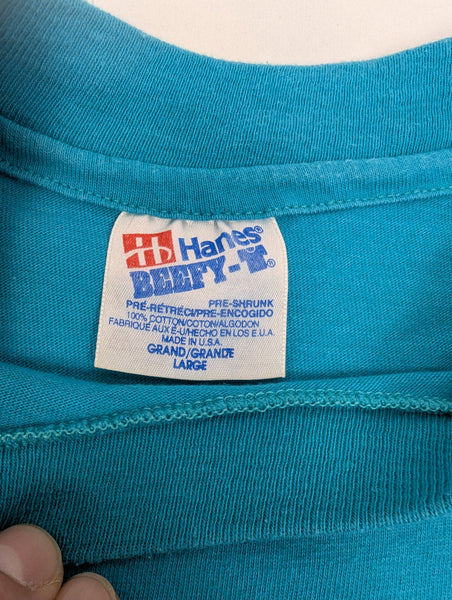 Hanes®
BEEFY-T®
PRE-SHRUNK
PRÉ-RÉTRÉCI/PRE-ENCOGIDO
100% COTTON/COTON/ALGODON
FABRIQUÉ AUX É-U/HECHO EN LOS E.U.A.
MADE IN U.S.A.
GRAND/GRANDE
LARGE